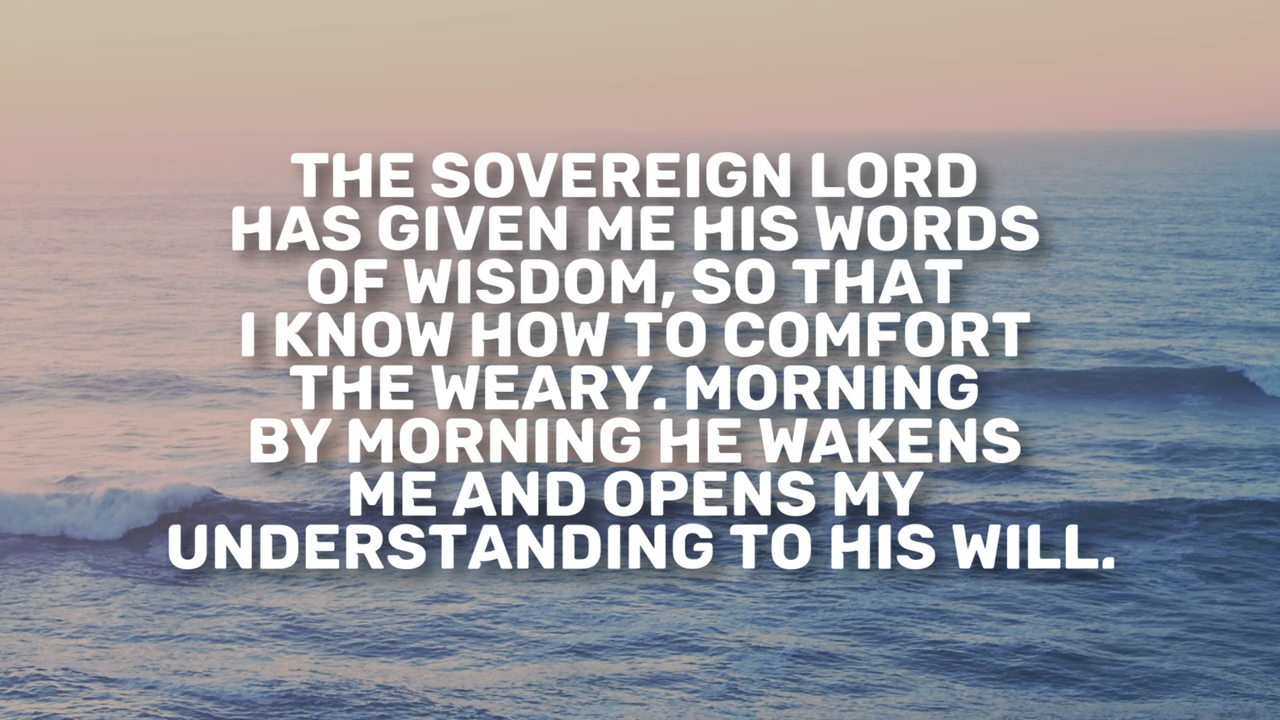 THE SOVEREIGN LORD
HAS GIVEN ME HIS WORDS
OF WISDOM, SO THAT
I KNOW HOW TO COMFORT
THE WEARY. MORNING
BY MORNING HE WAKENS
ME AND OPENS MY
UNDERSTANDING TO HIS WILL.